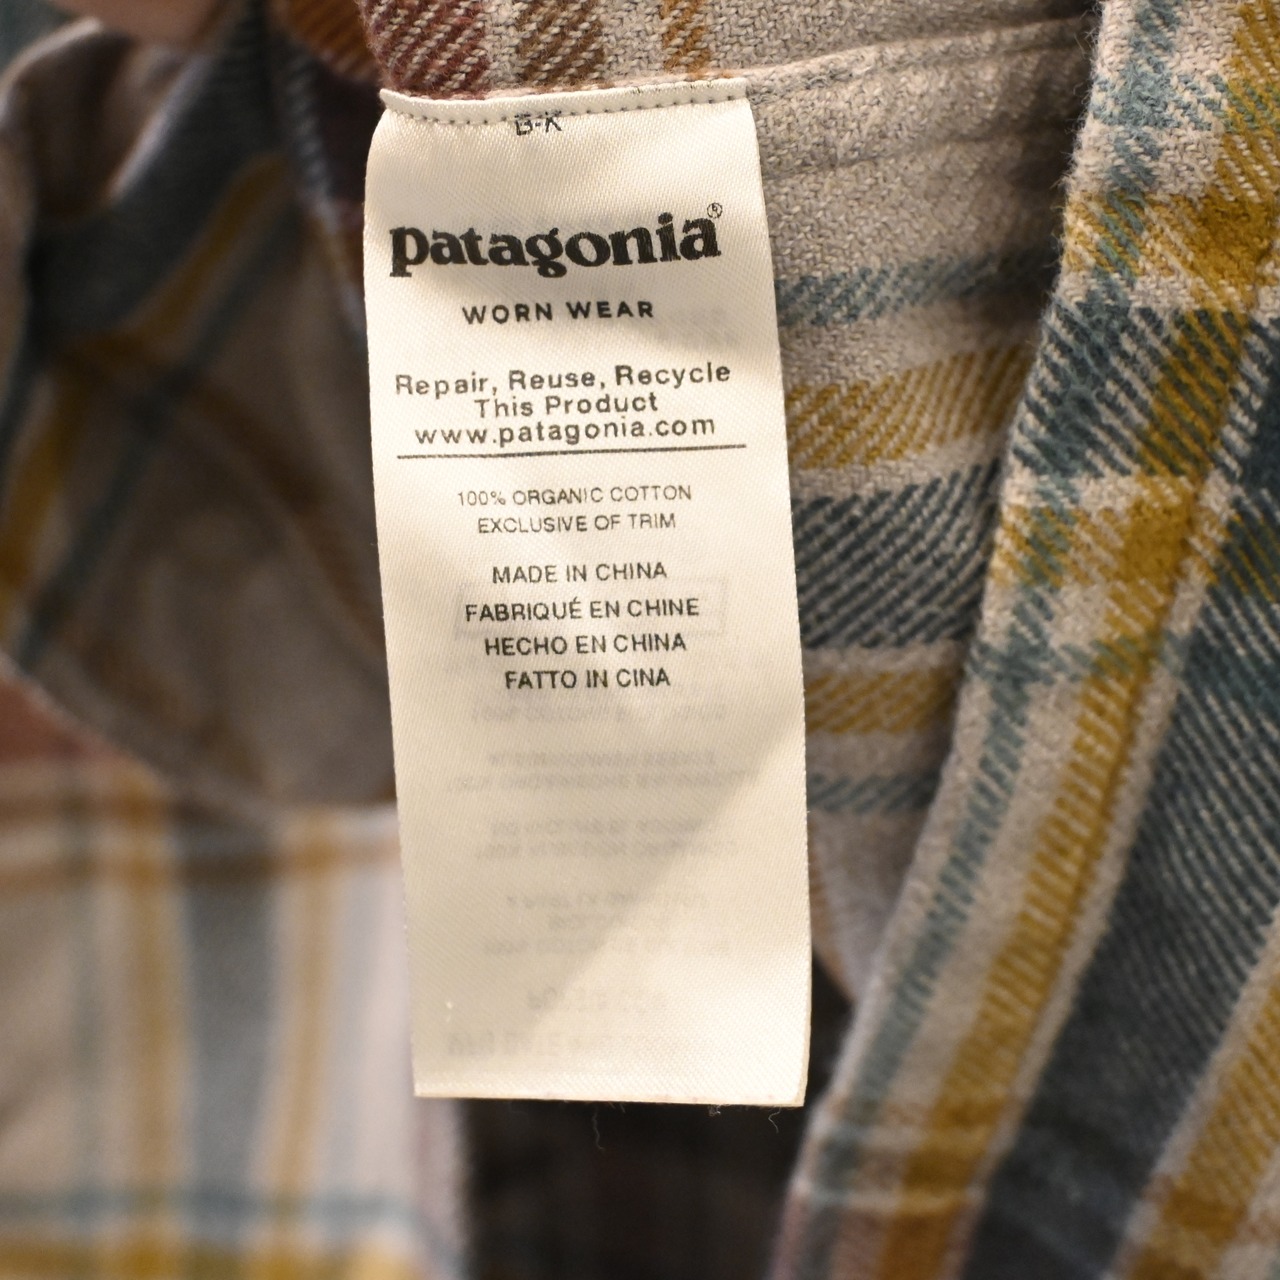 B-K
patagonia®
WORN WEAR
Repair, Reuse, Recycle
This Product
www.patagonia.com
100% ORGANIC COTTON
EXCLUSIVE OF TRIM
MADE IN CHINA
FABRIQUÉ EN CHINE
HECHO EN CHINA
FATTO IN CINA